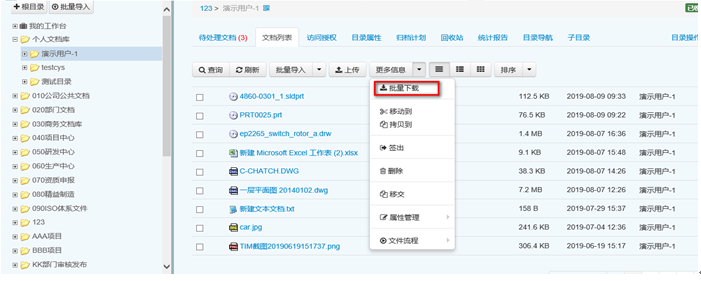 根目录 批量导入
我的工作台
个人文档库
演示用户-1
testcys
测试目录
010公司公共文档
020部门文档
030商务文档库
040项目中心
050研发中心
060生产中心
070资质申报
080精益制造
090ISO体系文件
123
AAA项目
BBB项目
KK部门审核发布
123 > 演示用户-1
待处理文档 (3) 文档列表 访问授权 目录属性 归档计划 回收站 统计报告 目录导航 子目录 目录操作
查询 刷新 批量导入 上传 更多信息 排序
批量下载
移动到
拷贝到
签出
删除
移交
属性管理
文件流程
4860-0301_1.sldprt 112.5 KB 2019-08-09 09:33 演示用户-1
PRT0025.prt 76.5 KB 2019-08-09 09:22 演示用户-1
ep2265_switch_rotor_a.drw 1.4 MB 2019-08-07 16:36 演示用户-1
新建 Microsoft Excel 工作表 (2).xlsx 9.1 KB 2019-08-07 15:48 演示用户-1
C-CHATCH.DWG 38.3 KB 2019-08-07 14:26 演示用户-1
一层平面图 20140102.dwg 7.2 MB 2019-08-07 12:26 演示用户-1
新建文本文档.txt 158 B 2019-07-29 15:37 演示用户-1
car.jpg 241.6 KB 2019-07-04 12:36 演示用户-1
TIM截图20190619151737.png 306.4 KB 2019-06-19 15:17 演示用户-1